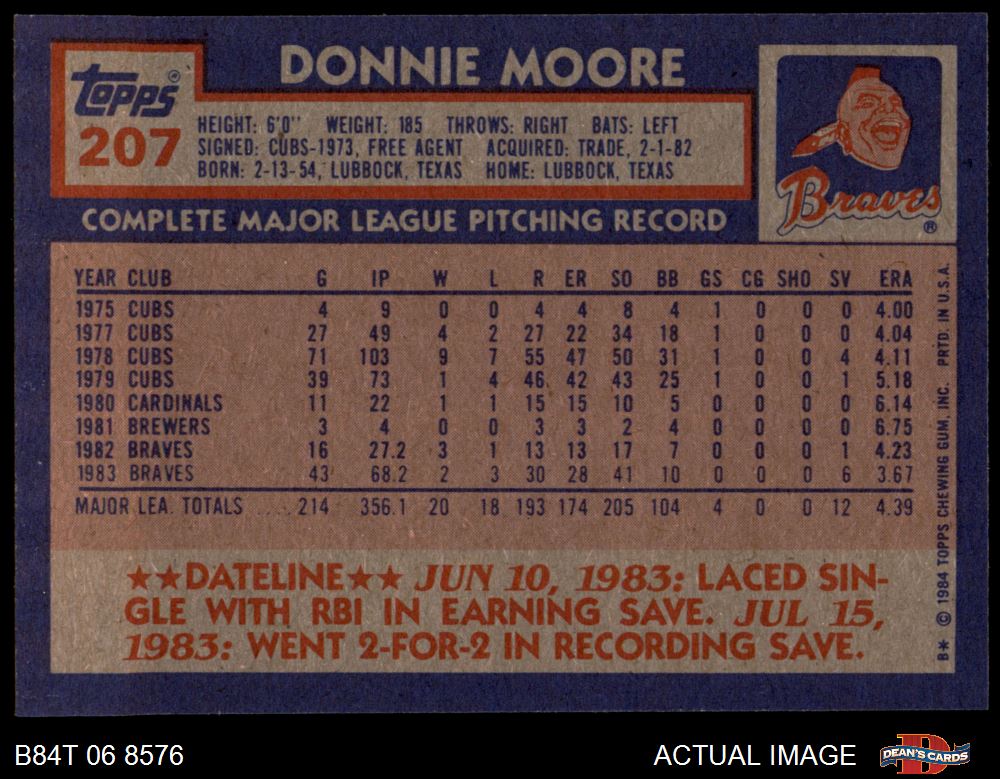 DONNIE MOORE
Topps®
207
HEIGHT: 6'0" WEIGHT: 185 THROWS: RIGHT BATS: LEFT
SIGNED: CUBS-1973, FREE AGENT ACQUIRED: TRADE, 2-1-82
BORN: 2-13-54, LUBBOCK, TEXAS HOME: LUBBOCK, TEXAS
Braves®
COMPLETE MAJOR LEAGUE PITCHING RECORD
YEAR CLUB G IP W L R ER SO BB GS CG SHO SV ERA
1975 CUBS 4 9 0 0 4 4 8 4 1 0 0 0 4.00
1977 CUBS 27 49 4 2 27 22 34 18 1 0 0 0 4.04
1978 CUBS 71 103 9 7 55 47 50 31 1 0 0 4 4.11
1979 CUBS 39 73 1 4 46 42 43 25 1 0 0 1 5.18
1980 CARDINALS 11 22 1 1 15 15 10 5 0 0 0 0 6.14
1981 BREWERS 3 4 0 0 3 3 2 4 0 0 0 0 6.75
1982 BRAVES 16 27.2 3 1 13 13 17 7 0 0 0 1 4.23
1983 BRAVES 43 68.2 2 3 30 28 41 10 0 0 0 6 3.67
MAJOR LEA. TOTALS .... 214 356.1 20 18 193 174 205 104 4 0 0 12 4.39
★★DATELINE★★ JUN 10, 1983: LACED SIN-
GLE WITH RBI IN EARNING SAVE. JUL 15,
1983: WENT 2-FOR-2 IN RECORDING SAVE.
B* © 1984 TOPPS CHEWING GUM, INC. PRTD. IN U.S.A.
B84T 06 8576
ACTUAL IMAGE
DEAN'S CARDS